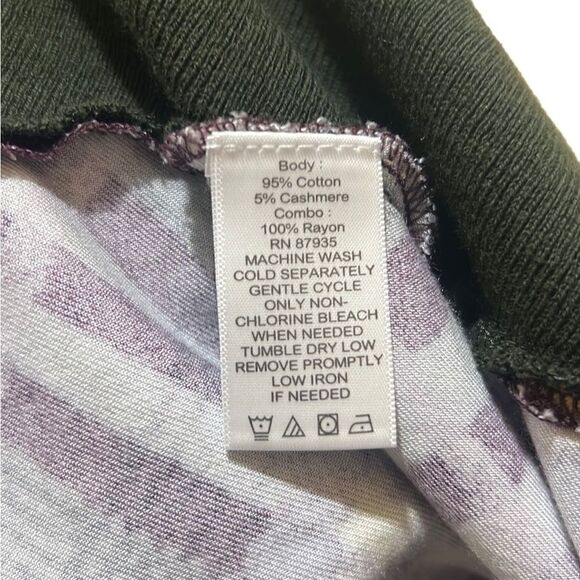 Body :
95% Cotton
5% Cashmere
Combo :
100% Rayon
RN 87935
MACHINE WASH
COLD SEPARATELY
GENTLE CYCLE
ONLY NON-
CHLORINE BLEACH
WHEN NEEDED
TUMBLE DRY LOW
REMOVE PROMPTLY
LOW IRON
IF NEEDED